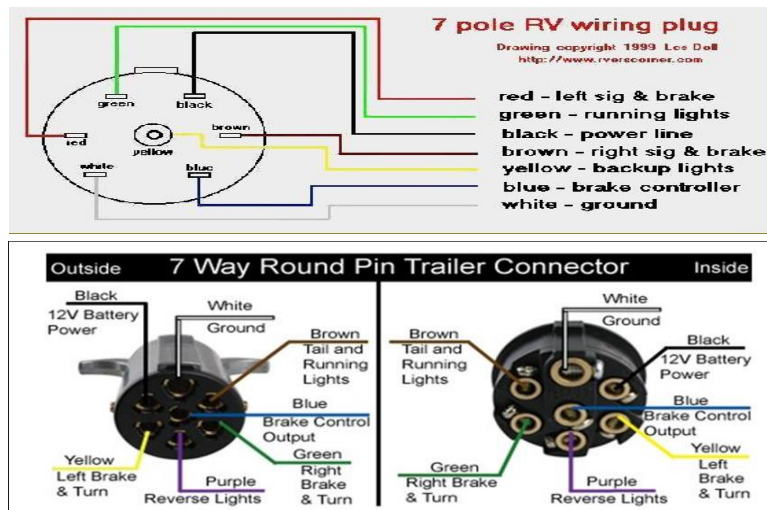 7 pole RV wiring plug
Drawing copyright 1999 Les Doll
http://www.rverscorner.com
green
black
red
yellow
brown
white
blue
red - left sig & brake
green - running lights
black - power line
brown - right sig & brake
yellow - backup lights
blue - brake controller
white - ground
Outside
7 Way Round Pin Trailer Connector
Inside
Black
12V Battery
Power
White
Ground
Brown
Tail and
Running
Lights
Blue
Brake Control
Output
Yellow
Left Brake
& Turn
Purple
Reverse Lights
Green
Right
Brake
& Turn
White
Ground
Brown
Tail and
Running
Lights
Black
12V Battery
Power
Blue
Brake Control
Output
Green
Right Brake
& Turn
Purple
Reverse Lights
Yellow
Left
Brake
& Turn